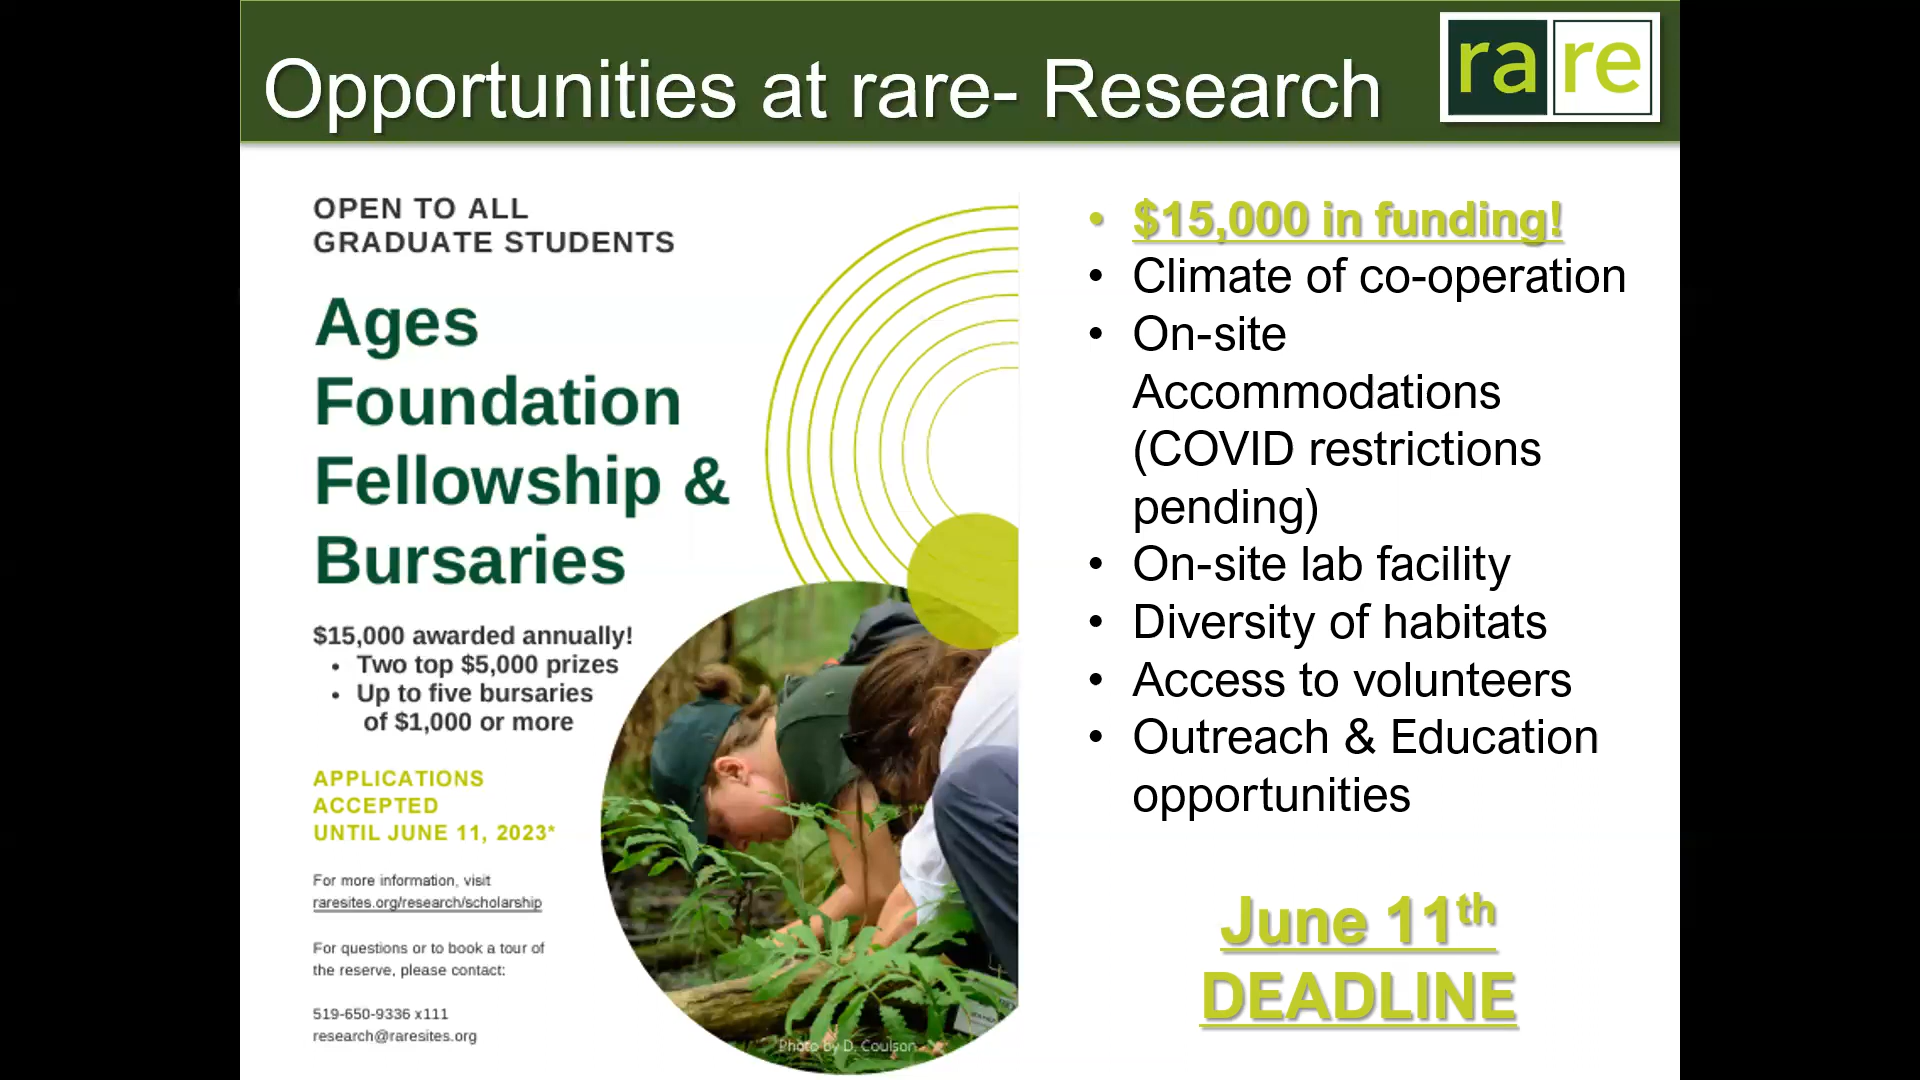 Opportunities at rare- Research
ra re
OPEN TO ALL
GRADUATE STUDENTS
Ages
Foundation
Fellowship &
Bursaries
$15,000 awarded annually!
• Two top $5,000 prizes
• Up to five bursaries
of $1,000 or more
APPLICATIONS
ACCEPTED
UNTIL JUNE 11, 2023*
For more information, visit
raresites.org/research/scholarship
For questions or to book a tour of
the reserve, please contact:
519-650-9336 x111
research@raresites.org
Photo by D. Coulson
• $15,000 in funding!
• Climate of co-operation
• On-site
Accommodations
(COVID restrictions
pending)
• On-site lab facility
• Diversity of habitats
• Access to volunteers
• Outreach & Education
opportunities
June 11th
DEADLINE